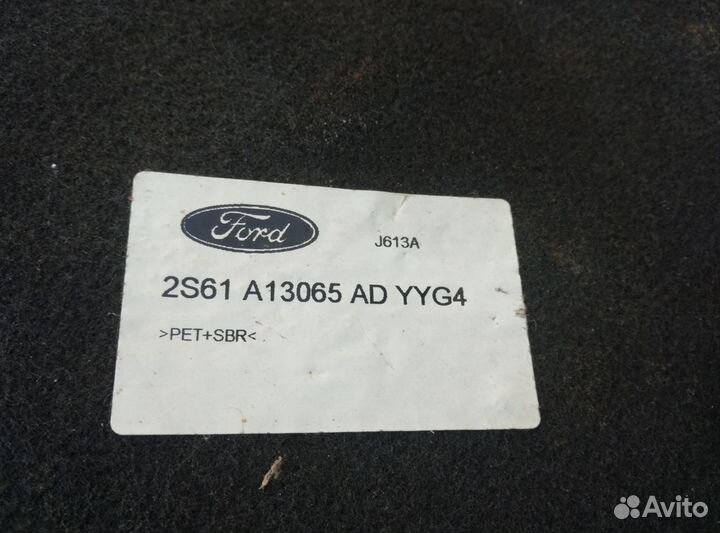 Ford
J613A
2S61 A13065 AD YYG4
>PET+SBR<
Avito